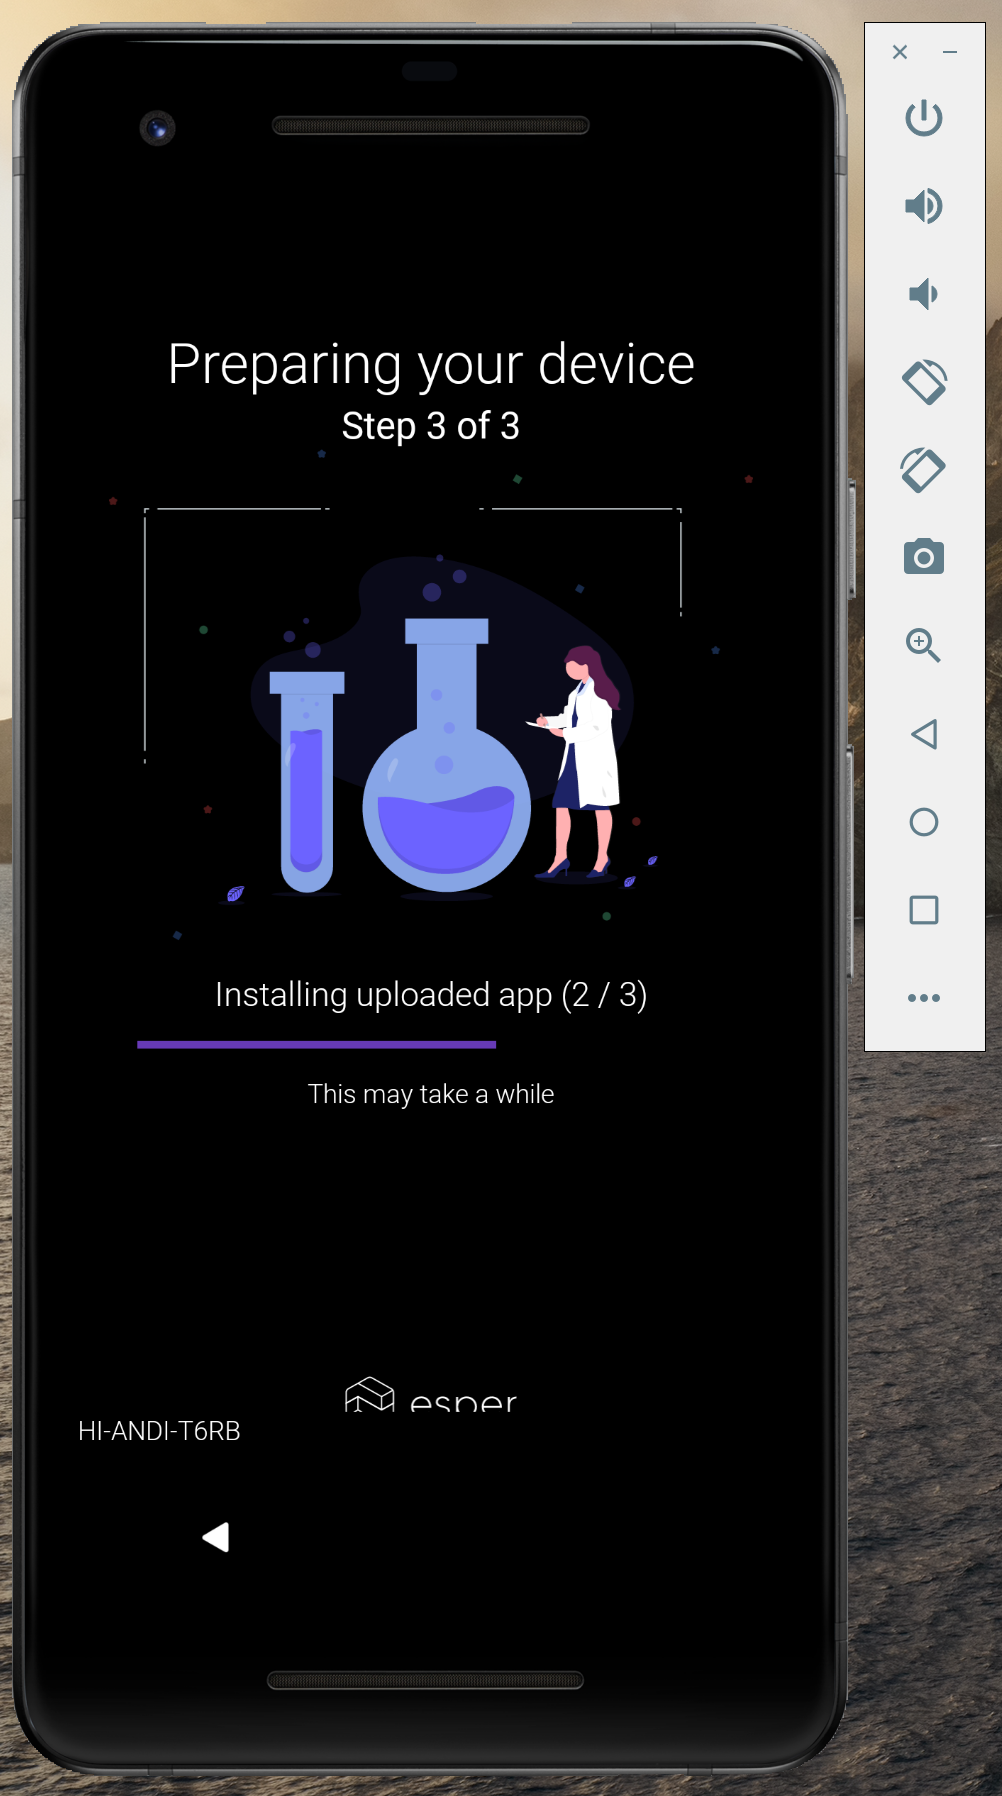 Preparing your device
Step 3 of 3
Installing uploaded app (2 / 3)
This may take a while
esper
HI-ANDI-T6RB